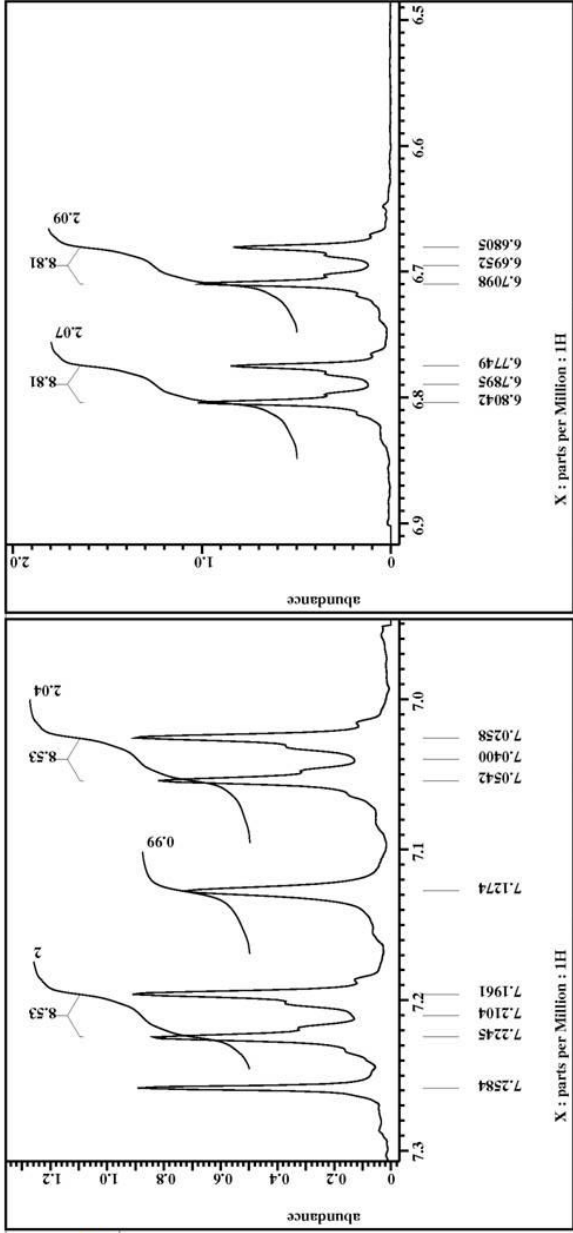 abundance
0 0.2 0.4 0.6 0.8 1.0 1.2
2
8.53
0.99
2.04
8.53
7.3 7.2 7.1 7.0
7.2584
7.2245
7.2104
7.1961
7.1274
7.0542
7.0400
7.0258
X : parts per Million : 1H
abundance
0 1.0 2.0
2.07
8.81
2.09
8.81
6.9 6.8 6.7 6.6 6.5
6.8042
6.7895
6.7749
6.7098
6.6952
6.6805
X : parts per Million : 1H